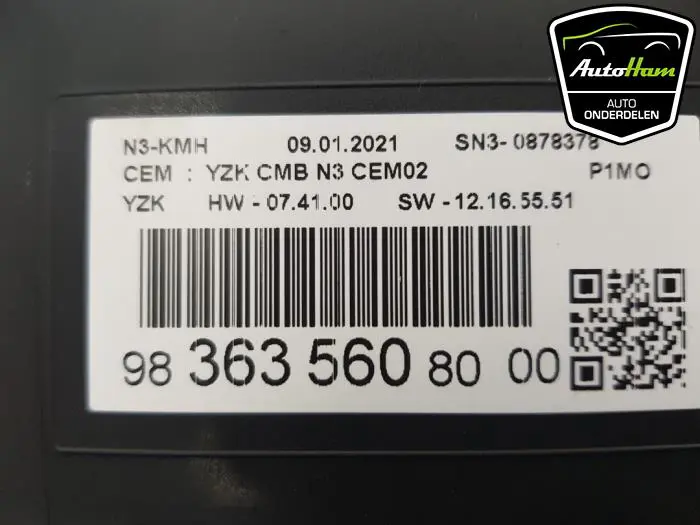 AutoHam
AUTO
ONDERDELEN
N3-KMH 09.01.2021 SN3-0878378
CEM : YZK CMB N3 CEM02 P1MO
YZK HW - 07.41.00 SW - 12.16.55.51
98 363 560 80 00